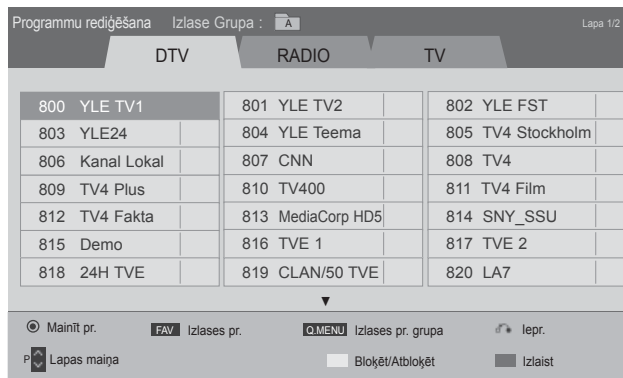 Programmu rediģēšana Izlase Grupa : A Lapa 1/2
DTV RADIO TV
800 YLE TV1 801 YLE TV2 802 YLE FST
803 YLE24 804 YLE Teema 805 TV4 Stockholm
806 Kanal Lokal 807 CNN 808 TV4
809 TV4 Plus 810 TV400 811 TV4 Film
812 TV4 Fakta 813 MediaCorp HD5 814 SNY_SSU
815 Demo 816 TVE 1 817 TVE 2
818 24H TVE 819 CLAN/50 TVE 820 LA7
Mainīt pr. FAV Izlases pr. Q.MENU Izlases pr. grupa Iepr.
P Lapas maiņa Bloķēt/Atbloķēt Izlaist